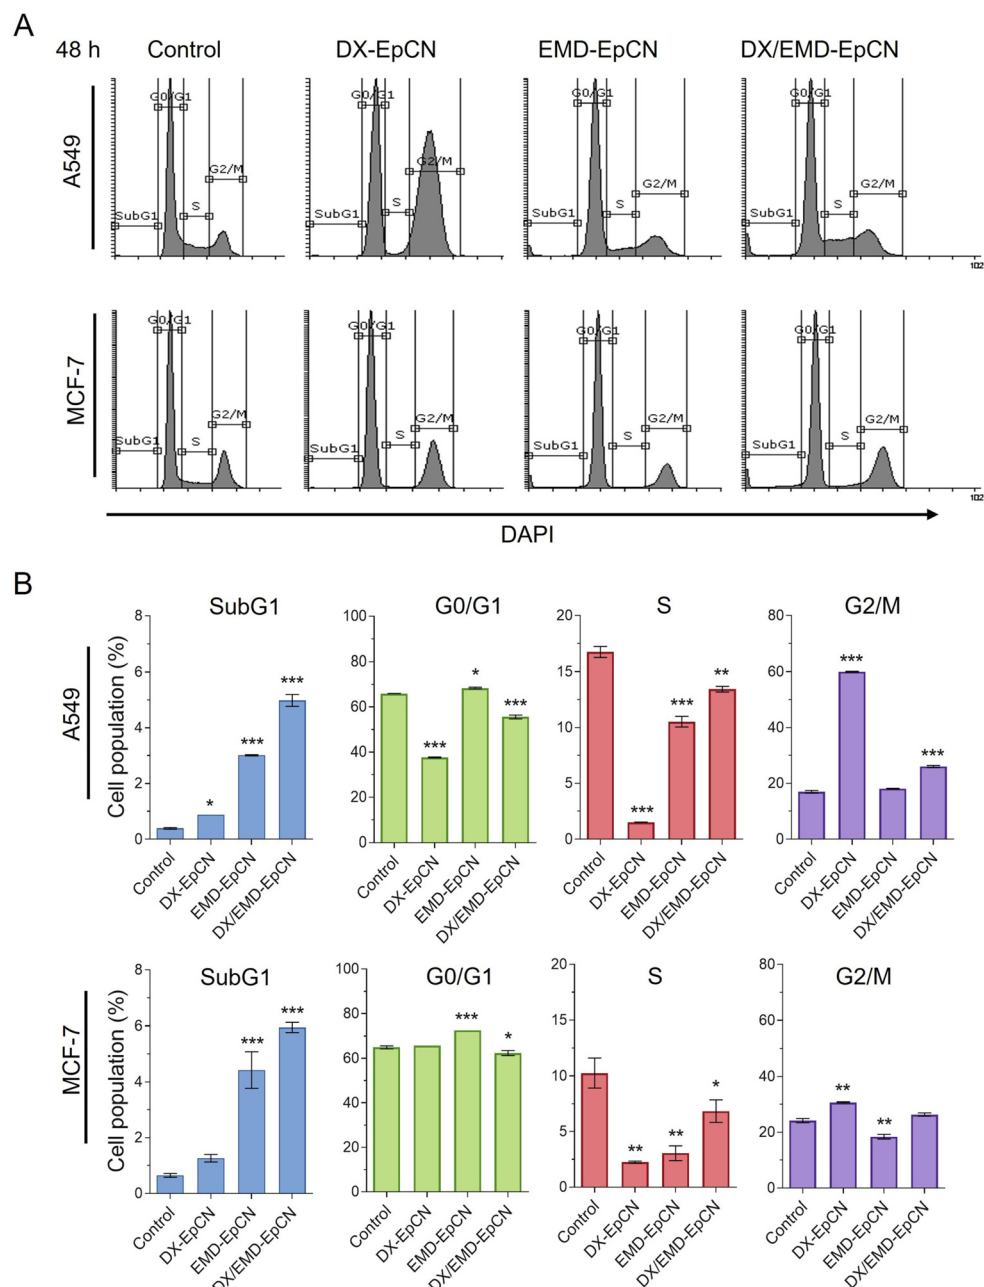 A
48 h Control DX-EpCN EMD-EpCN DX/EMD-EpCN
A549
G0/G1 G0/G1 G0/G1 G0/G1
G2/M G2/M G2/M G2/M
SubG1 S SubG1 S SubG1 S SubG1 S
102
MCF-7
G0/G1 G0/G1 G0/G1 G0/G1
G2/M G2/M G2/M G2/M
SubG1 S SubG1 S SubG1 S SubG1 S
102
DAPI
B
A549
Cell population (%)
SubG1
8
6
4
2
0
*
***
***
Control DX-EpCN EMD-EpCN DX/EMD-EpCN
G0/G1
100
80
60
40
20
0
***
*
***
Control DX-EpCN EMD-EpCN DX/EMD-EpCN
S
20
15
10
5
0
***
***
**
Control DX-EpCN EMD-EpCN DX/EMD-EpCN
G2/M
80
60
40
20
0
***
***
Control DX-EpCN EMD-EpCN DX/EMD-EpCN
MCF-7
Cell population (%)
SubG1
8
6
4
2
0
***
***
Control DX-EpCN EMD-EpCN DX/EMD-EpCN
G0/G1
100
80
60
40
20
0
***
*
Control DX-EpCN EMD-EpCN DX/EMD-EpCN
S
20
15
10
5
0
**
**
*
Control DX-EpCN EMD-EpCN DX/EMD-EpCN
G2/M
80
60
40
20
0
**
**
Control DX-EpCN EMD-EpCN DX/EMD-EpCN